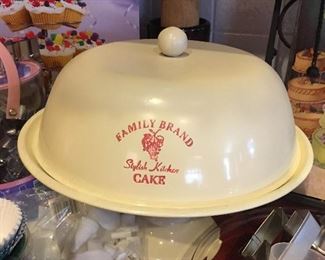 FAMILY BRAND
Stylish Kitchen
CAKE